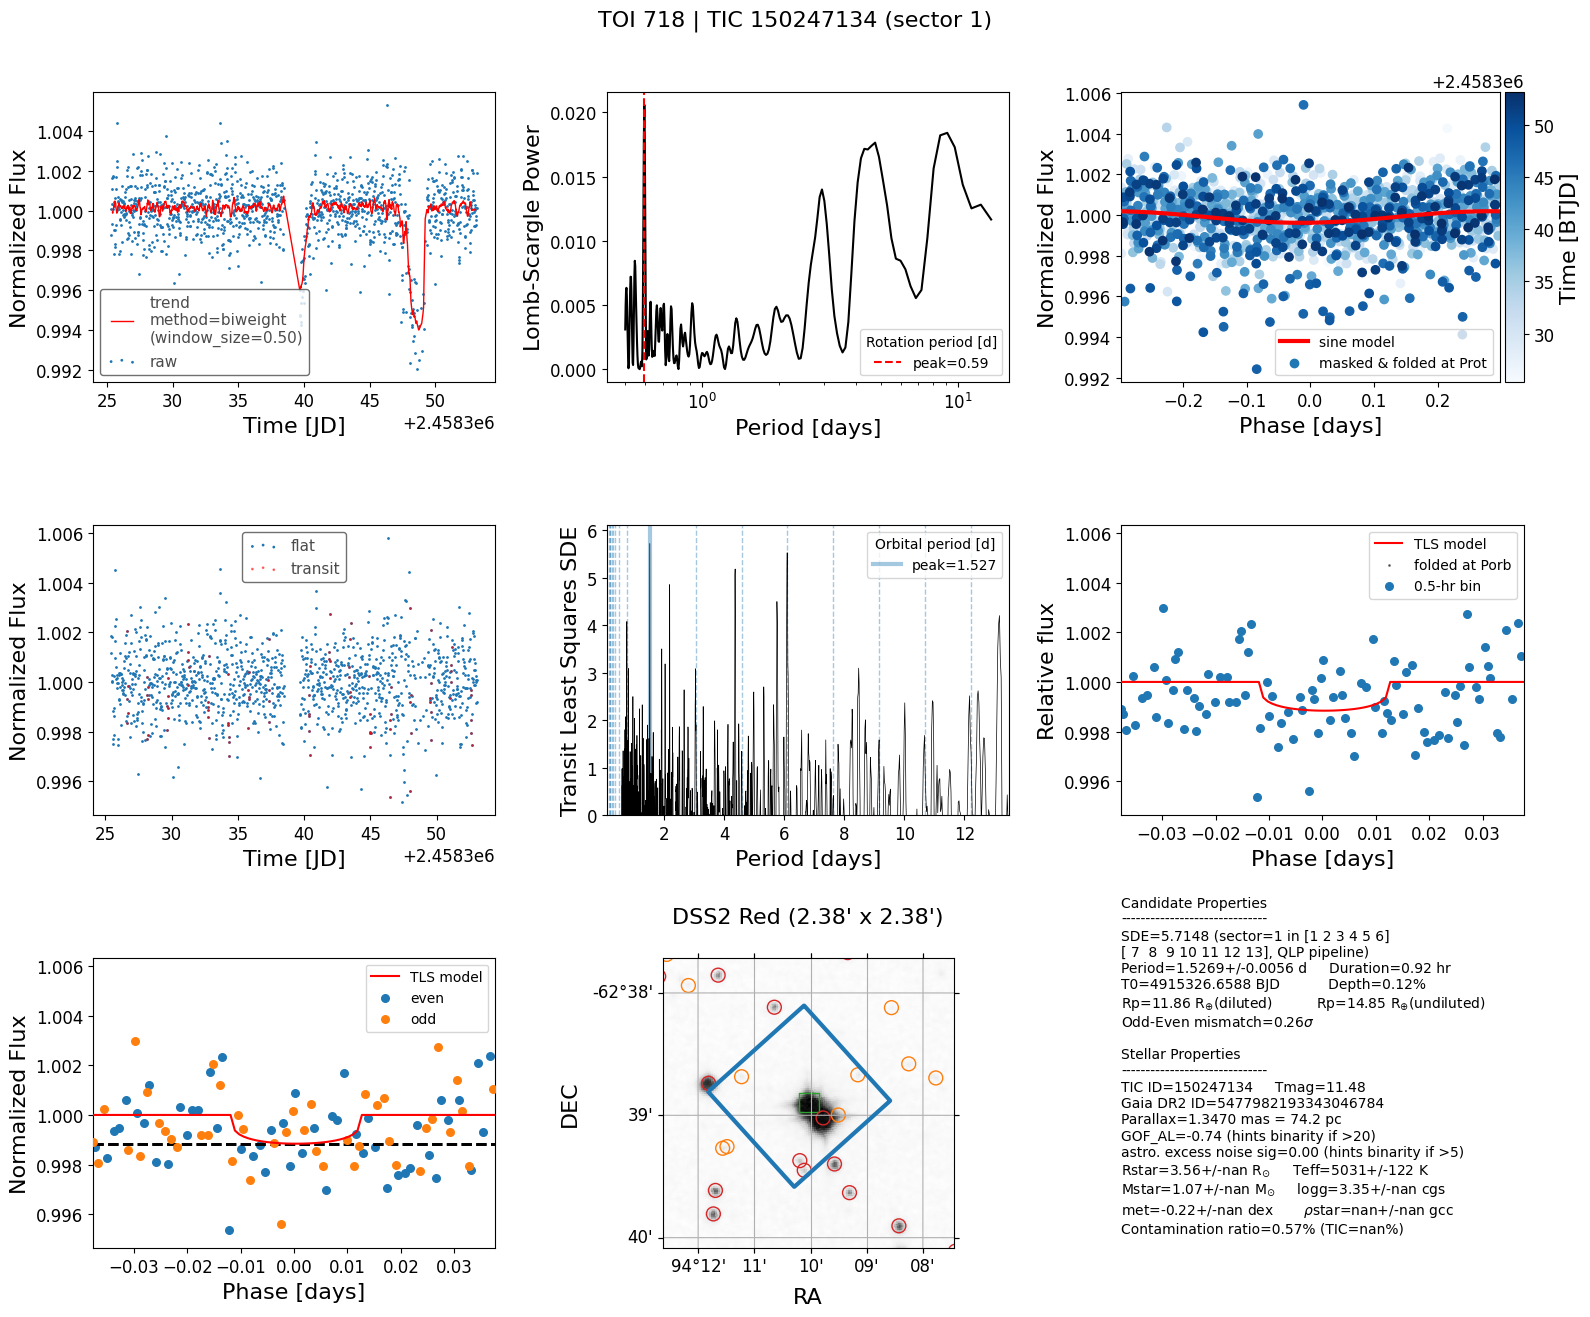 TOI 718 | TIC 150247134 (sector 1)
Normalized Flux
1.004
1.002
1.000
0.998
0.996
0.994
0.992
trend
method=biweight
(window_size=0.50)
raw
25 30 35 40 45 50
Time [JD]
+2.4583e6
Lomb-Scargle Power
0.020
0.015
0.010
0.005
0.000
Rotation period [d]
peak=0.59
10^0 10^1
Period [days]
+2.4583e6
Normalized Flux
1.006
1.004
1.002
1.000
0.998
0.996
0.994
0.992
sine model
masked & folded at Prot
−0.2 −0.1 0.0 0.1 0.2
Phase [days]
50
45
40
35
30
Time [BTJD]
Normalized Flux
1.006
1.004
1.002
1.000
0.998
0.996
flat
transit
25 30 35 40 45 50
Time [JD]
+2.4583e6
Transit Least Squares SDE
6
5
4
3
2
1
0
Orbital period [d]
peak=1.527
2 4 6 8 10 12
Period [days]
Relative flux
1.006
1.004
1.002
1.000
0.998
0.996
TLS model
folded at Porb
0.5-hr bin
−0.03 −0.02 −0.01 0.00 0.01 0.02 0.03
Phase [days]
Normalized Flux
1.006
1.004
1.002
1.000
0.998
0.996
TLS model
even
odd
−0.03 −0.02 −0.01 0.00 0.01 0.02 0.03
Phase [days]
DSS2 Red (2.38' x 2.38')
DEC
-62°38'
39'
40'
94°12' 11' 10' 09' 08'
RA
Candidate Properties
------------------------------
SDE=5.7148 (sector=1 in [1 2 3 4 5 6]
[ 7 8 9 10 11 12 13], QLP pipeline)
Period=1.5269+/-0.0056 d Duration=0.92 hr
T0=4915326.6588 BJD Depth=0.12%
Rp=11.86 R⊕(diluted) Rp=14.85 R⊕(undiluted)
Odd-Even mismatch=0.26σ
Stellar Properties
------------------------------
TIC ID=150247134 Tmag=11.48
Gaia DR2 ID=5477982193343046784
Parallax=1.3470 mas = 74.2 pc
GOF_AL=-0.74 (hints binarity if >20)
astro. excess noise sig=0.00 (hints binarity if >5)
Rstar=3.56+/-nan R⊙ Teff=5031+/-122 K
Mstar=1.07+/-nan M⊙ logg=3.35+/-nan cgs
met=-0.22+/-nan dex ρstar=nan+/-nan gcc
Contamination ratio=0.57% (TIC=nan%)